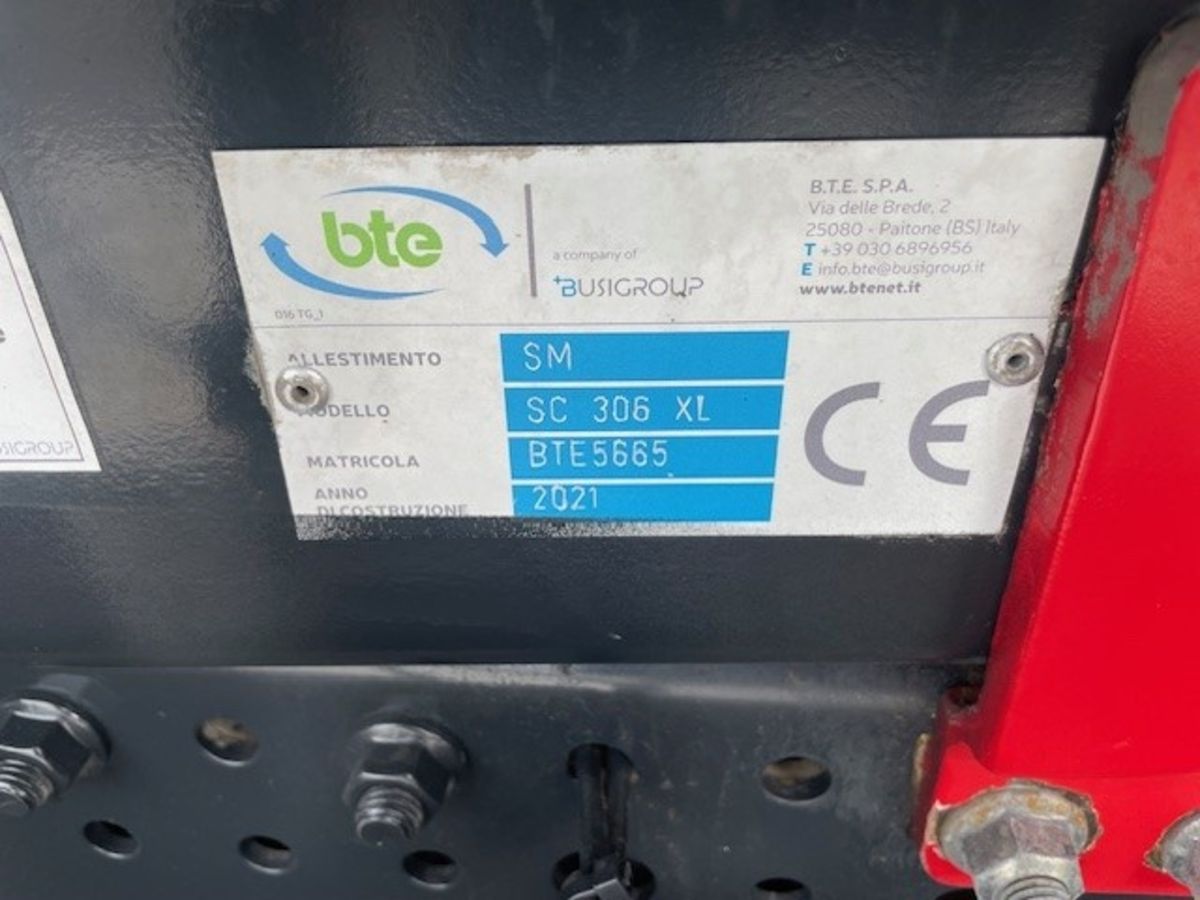 bte
a company of
BUSIGROUP
B.T.E. S.P.A.
Via delle Brede, 2
25080 - Paitone (BS) Italy
T +39 030 6896956
E info.bte@busigroup.it
www.btenet.it
016 TG_1
ALLESTIMENTO SM
MODELLO SC 306 XL
MATRICOLA BTE5665
ANNO
DI COSTRUZIONE 2021
CE
e
USIGROUP